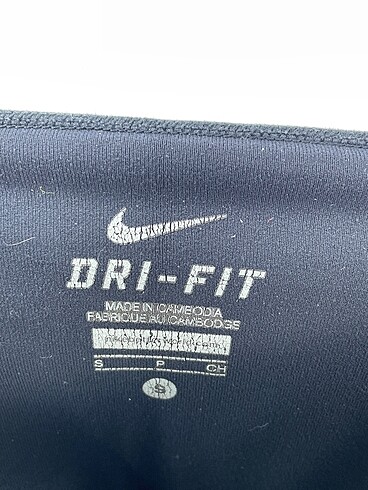 DRI-FIT
MADE IN CAMBODIA
FABRIQUE AU CAMBODGE
S P CH
S